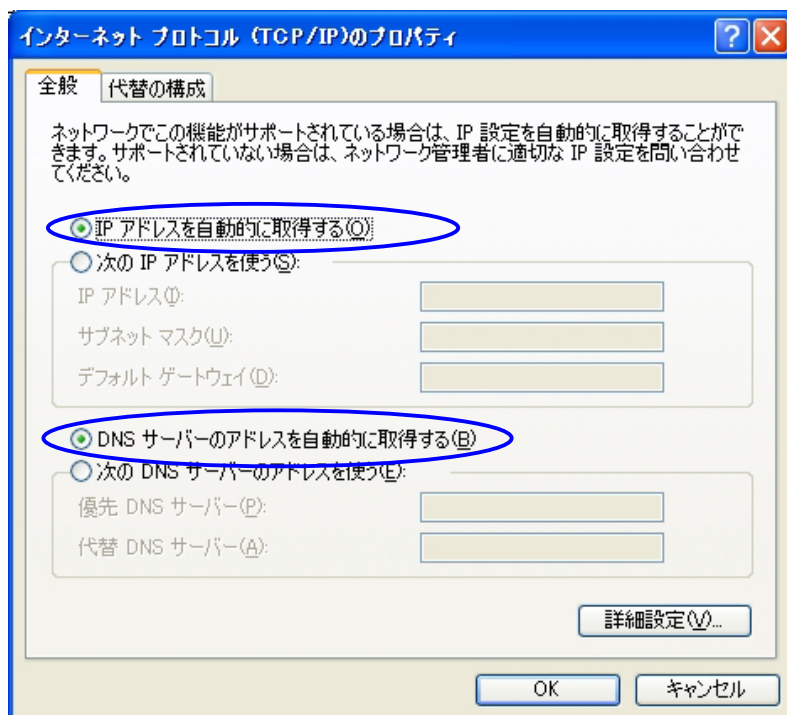 インターネット プロトコル (TCP/IP)のプロパティ
全般
代替の構成
ネットワークでこの機能がサポートされている場合は、IP 設定を自動的に取得することがで
きます。サポートされていない場合は、ネットワーク管理者に適切な IP 設定を問い合わせ
てください。
IP アドレスを自動的に取得する(O)
次の IP アドレスを使う(S):
IP アドレス(I):
サブネット マスク(U):
デフォルト ゲートウェイ(D):
DNS サーバーのアドレスを自動的に取得する(B)
次の DNS サーバーのアドレスを使う(E):
優先 DNS サーバー(P):
代替 DNS サーバー(A):
詳細設定(V)...
OK
キャンセル